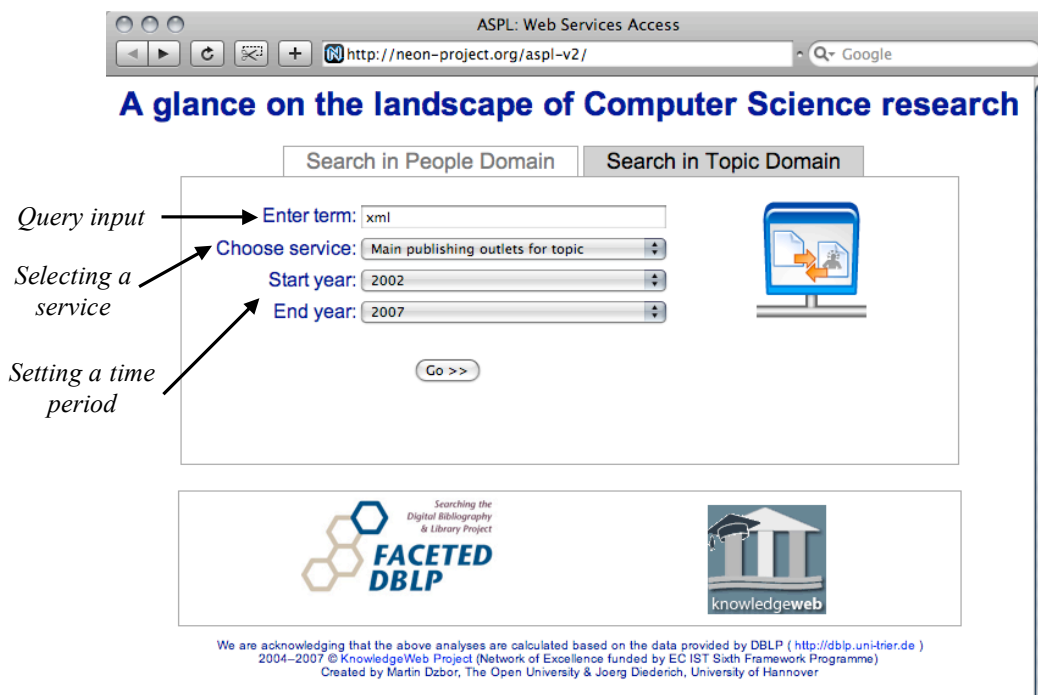 ASPL: Web Services Access
http://neon-project.org/aspl-v2/
Google
A glance on the landscape of Computer Science research
Search in People Domain
Search in Topic Domain
Query input
Enter term: xml
Choose service: Main publishing outlets for topic
Selecting a
service
Start year: 2002
End year: 2007
Setting a time
period
Go >>
Searching the
Digital Bibliography
& Library Project
FACETED
DBLP
knowledgeweb
We are acknowledging that the above analyses are calculated based on the data provided by DBLP ( http://dblp.uni-trier.de )
2004–2007 © KnowledgeWeb Project (Network of Excellence funded by EC IST Sixth Framework Programme)
Created by Martin Dzbor, The Open University & Joerg Diederich, University of Hannover